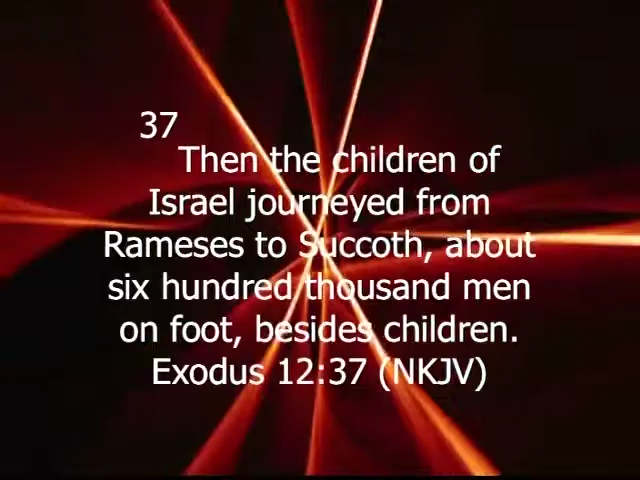 37
Then the children of
Israel journeyed from
Rameses to Succoth, about
six hundred thousand men
on foot, besides children.
Exodus 12:37 (NKJV)